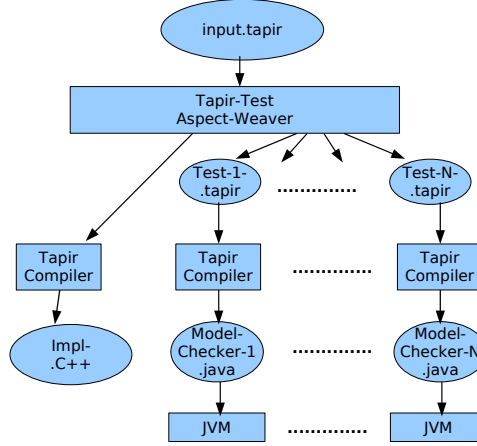 input.tapir
Tapir-Test
Aspect-Weaver
Test-1-
.tapir
Test-N-
.tapir
..............
Tapir
Compiler
Tapir
Compiler
Tapir
Compiler
..............
Impl-
.C++
Model-
Checker-1
.java
Model-
Checker-N
.java
..............
JVM
JVM
..............